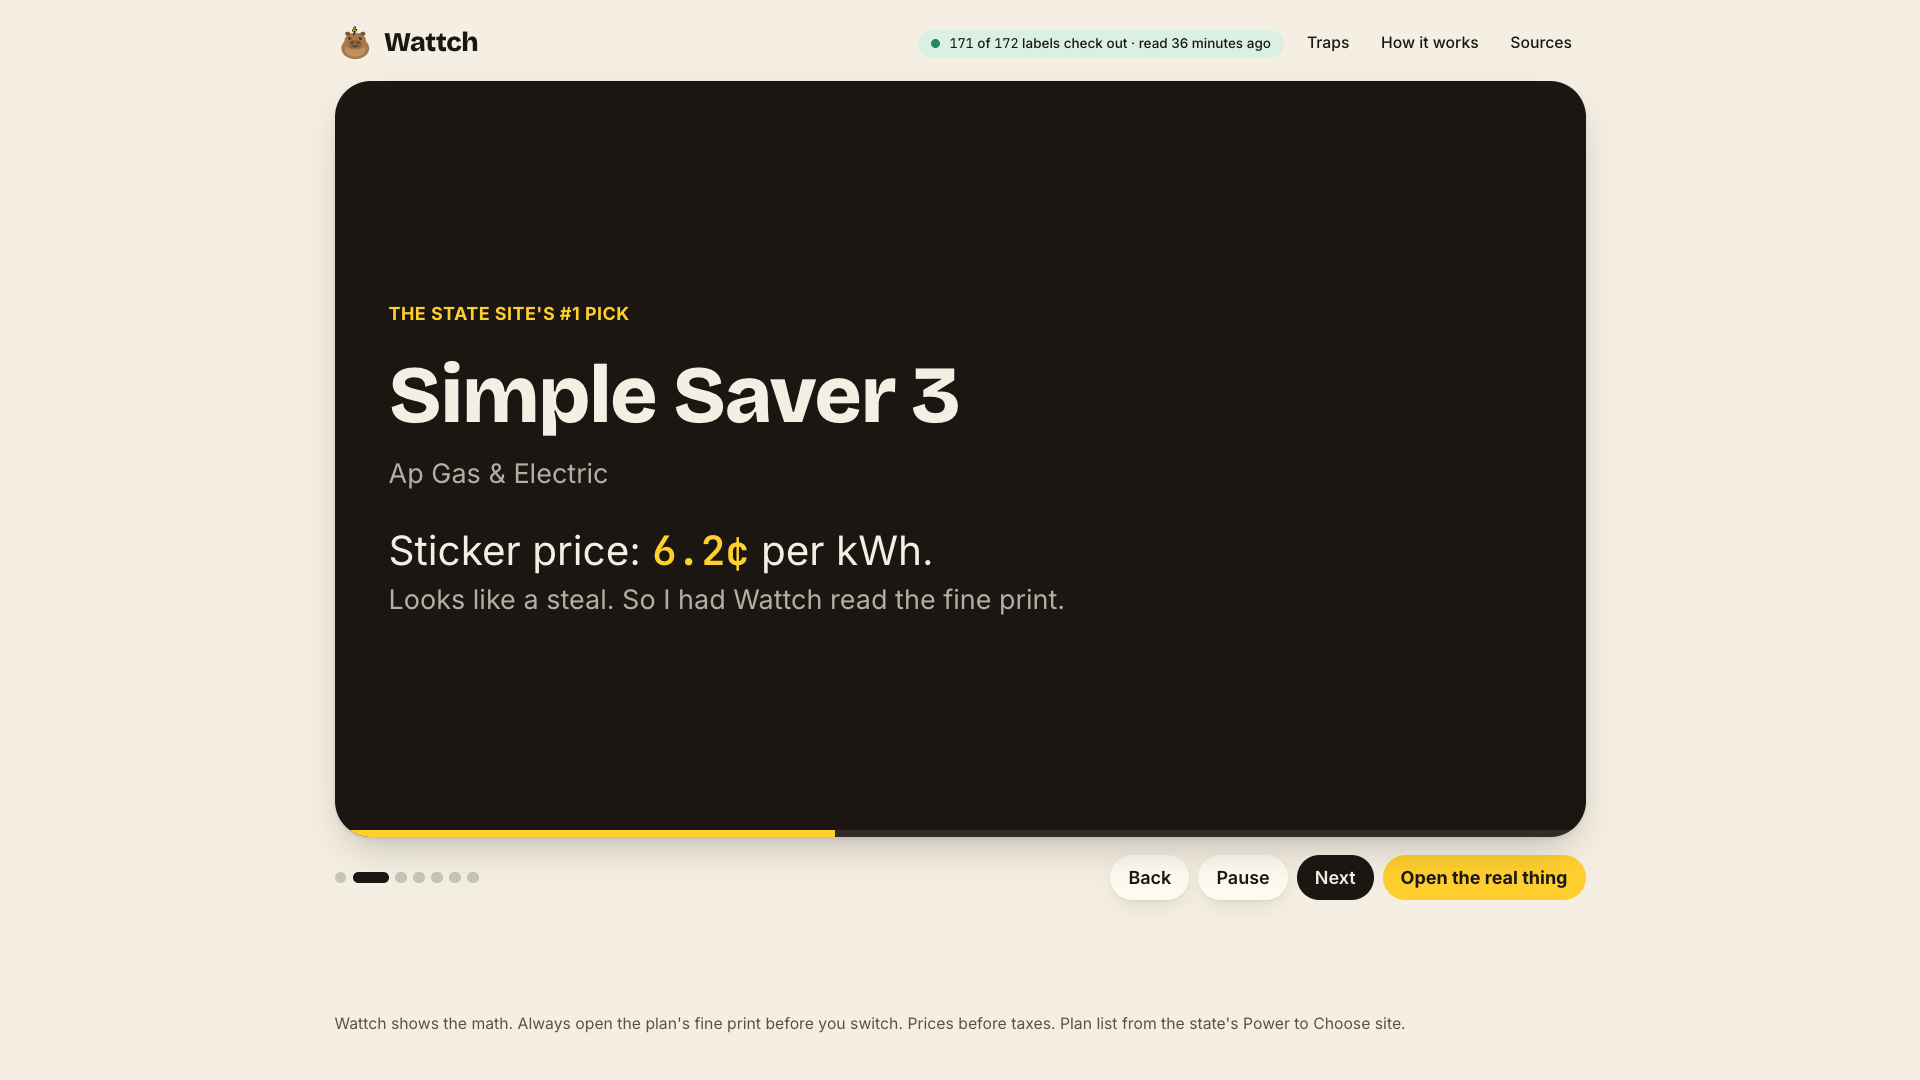 Wattch
171 of 172 labels check out · read 36 minutes ago
Traps
How it works
Sources
THE STATE SITE'S #1 PICK
Simple Saver 3
Ap Gas & Electric
Sticker price: 6.2¢ per kWh.
Looks like a steal. So I had Wattch read the fine print.
Back
Pause
Next
Open the real thing
Wattch shows the math. Always open the plan's fine print before you switch. Prices before taxes. Plan list from the state's Power to Choose site.